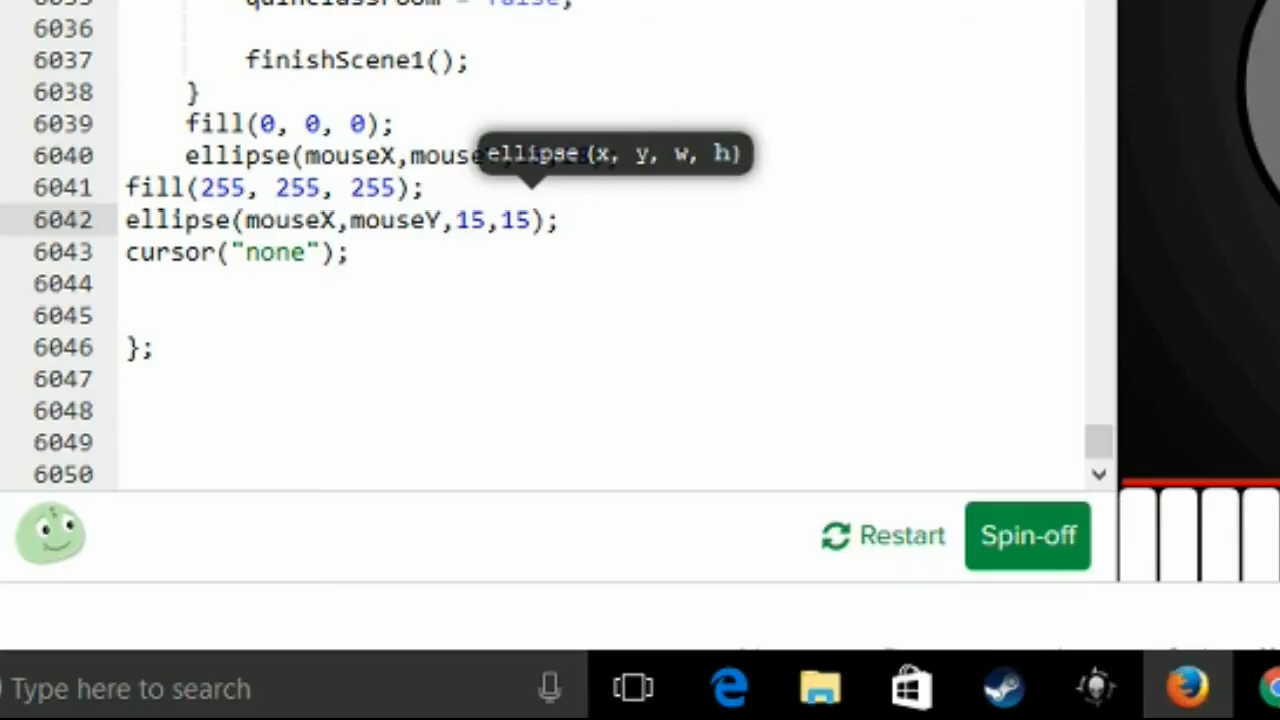 6036
6037 finishScene1();
6038 }
6039 fill(0, 0, 0);
6040 ellipse(mouseX,mouse
ellipse(x, y, w, h)
6041 fill(255, 255, 255);
6042 ellipse(mouseX,mouseY,15,15);
6043 cursor("none");
6044
6045
6046 };
6047
6048
6049
6050
Restart
Spin-off
Type here to search